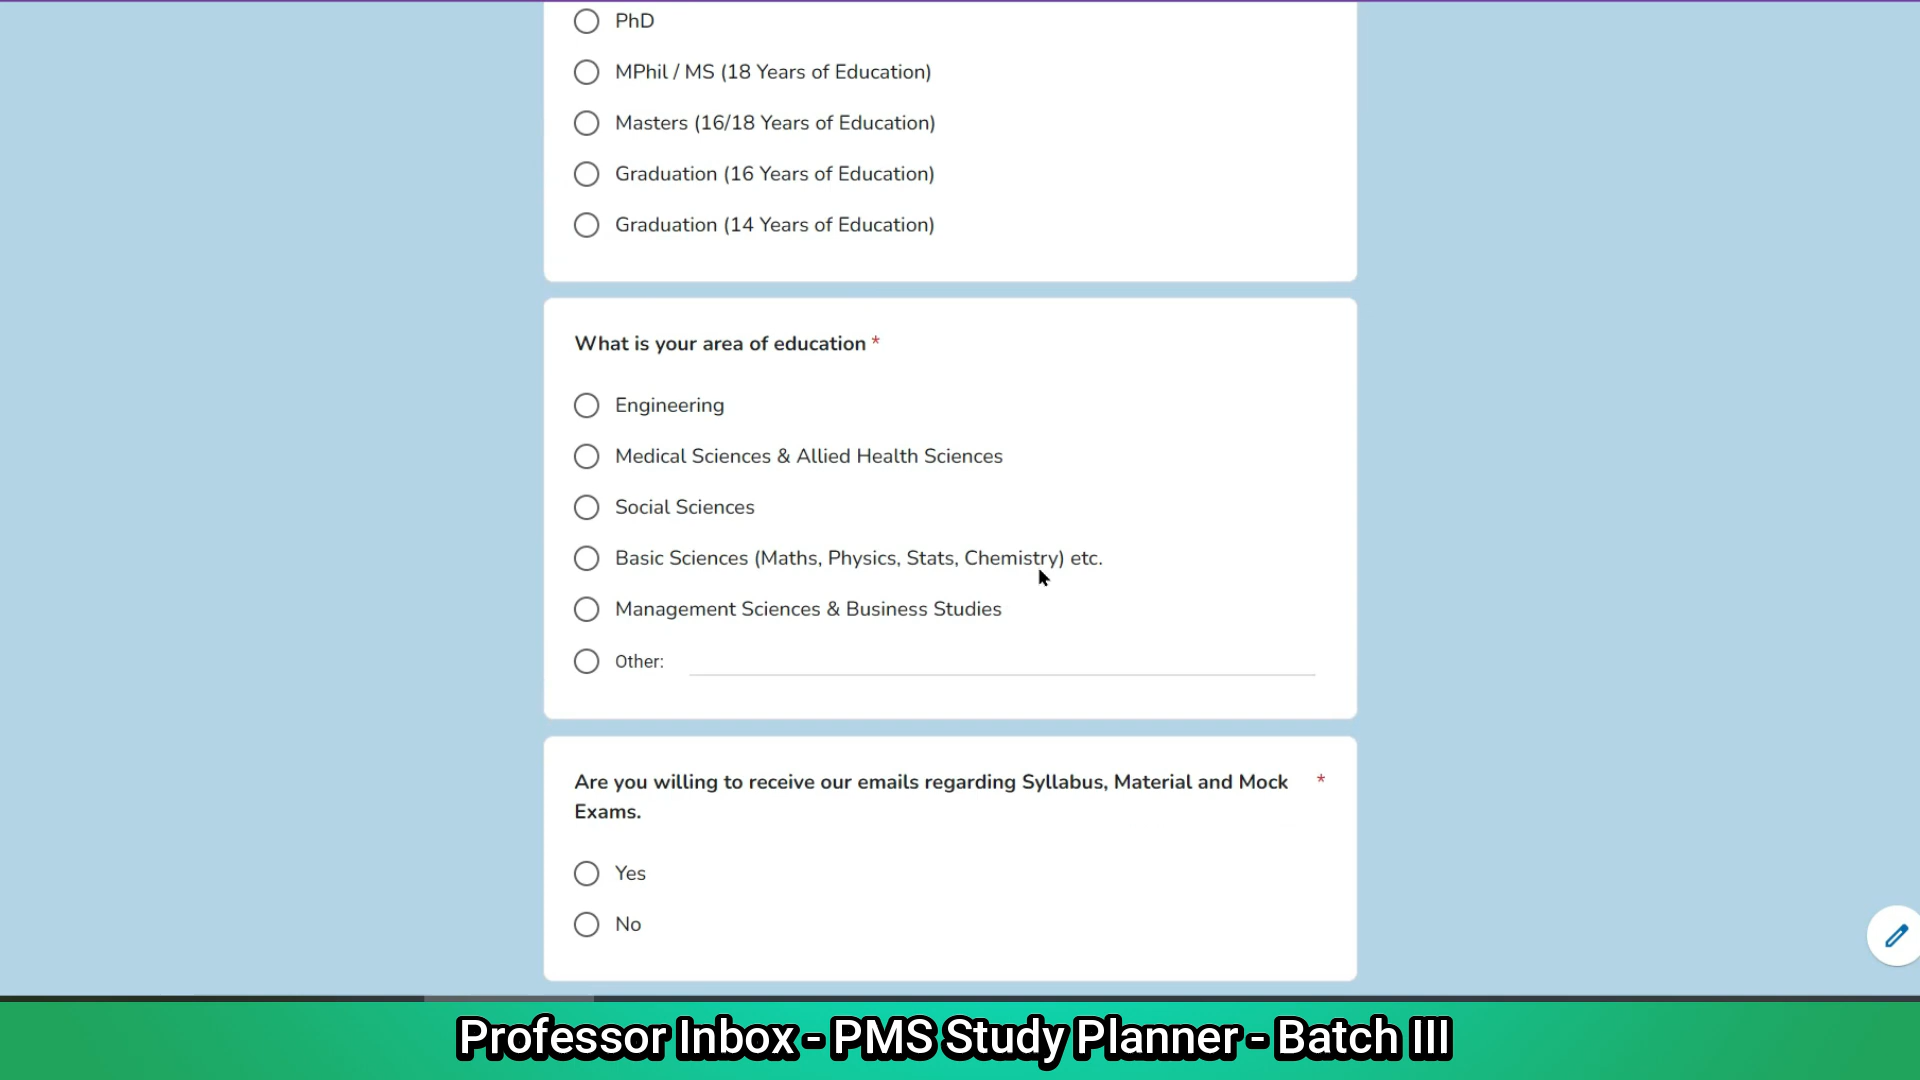 PhD
MPhil / MS (18 Years of Education)
Masters (16/18 Years of Education)
Graduation (16 Years of Education)
Graduation (14 Years of Education)
What is your area of education *
Engineering
Medical Sciences & Allied Health Sciences
Social Sciences
Basic Sciences (Maths, Physics, Stats, Chemistry) etc.
Management Sciences & Business Studies
Other:
Are you willing to receive our emails regarding Syllabus, Material and Mock *
Exams.
Yes
No
Professor Inbox - PMS Study Planner - Batch III